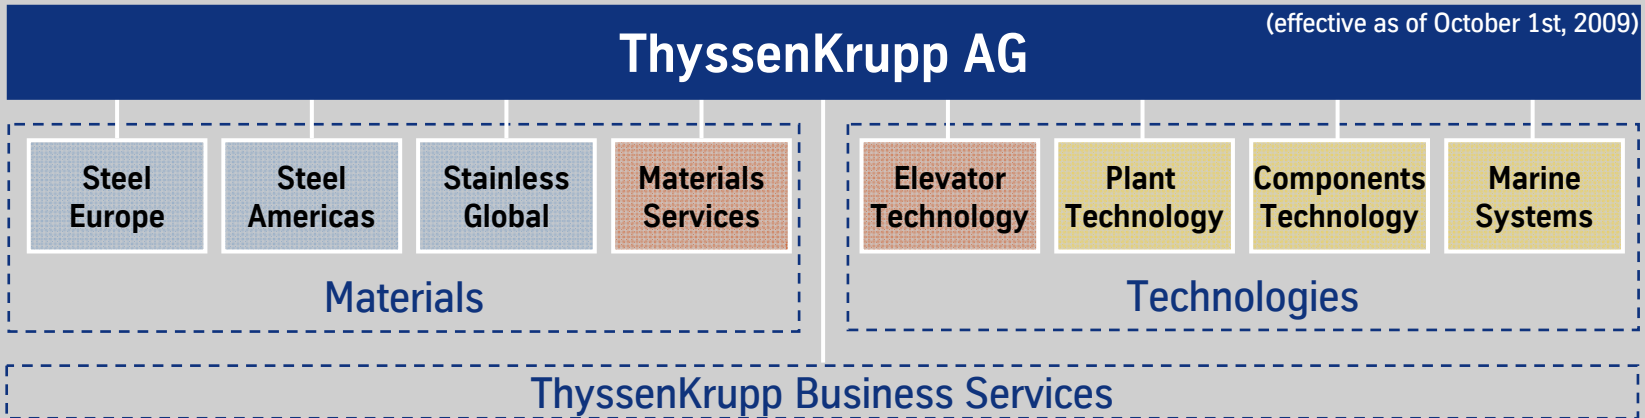 (effective as of October 1st, 2009)
ThyssenKrupp AG
Steel
Europe
Steel
Americas
Stainless
Global
Materials
Services
Elevator
Technology
Plant
Technology
Components
Technology
Marine
Systems
Materials
Technologies
ThyssenKrupp Business Services